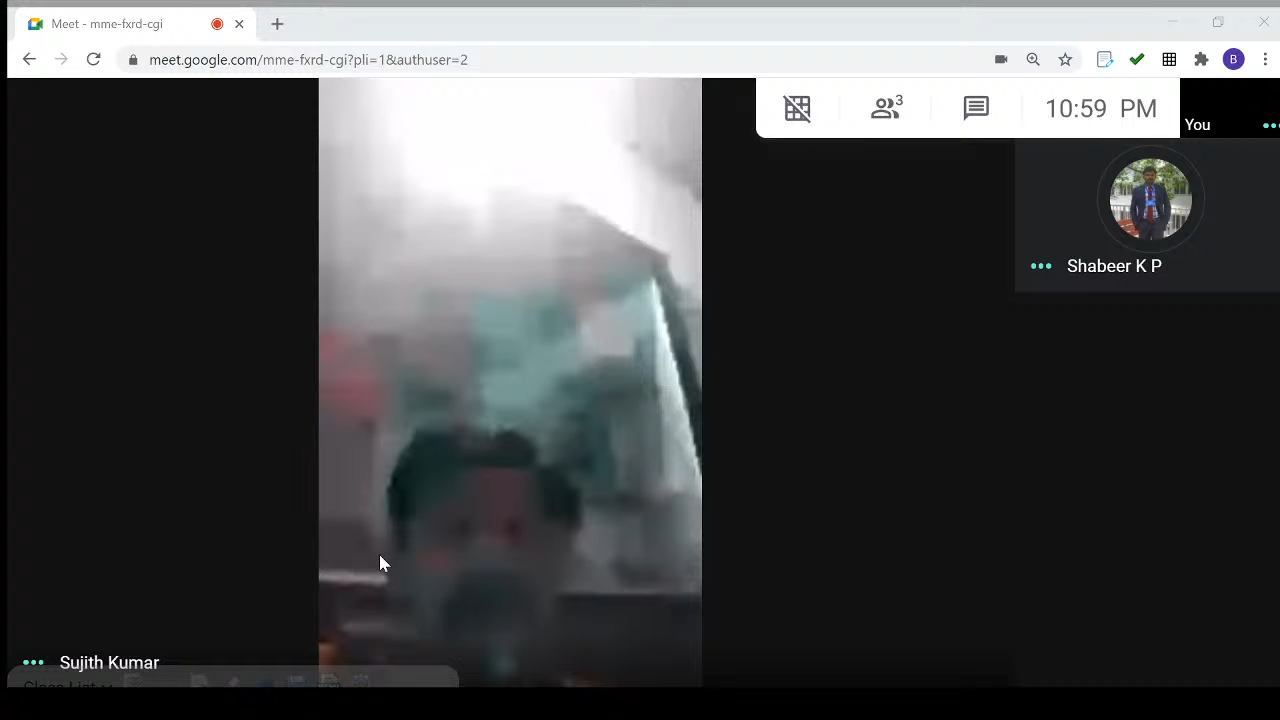 Meet - mme-fxrd-cgi
meet.google.com/mme-fxrd-cgi?pli=1&authuser=2
B
3
10:59 PM
You
Shabeer K P
Sujith Kumar